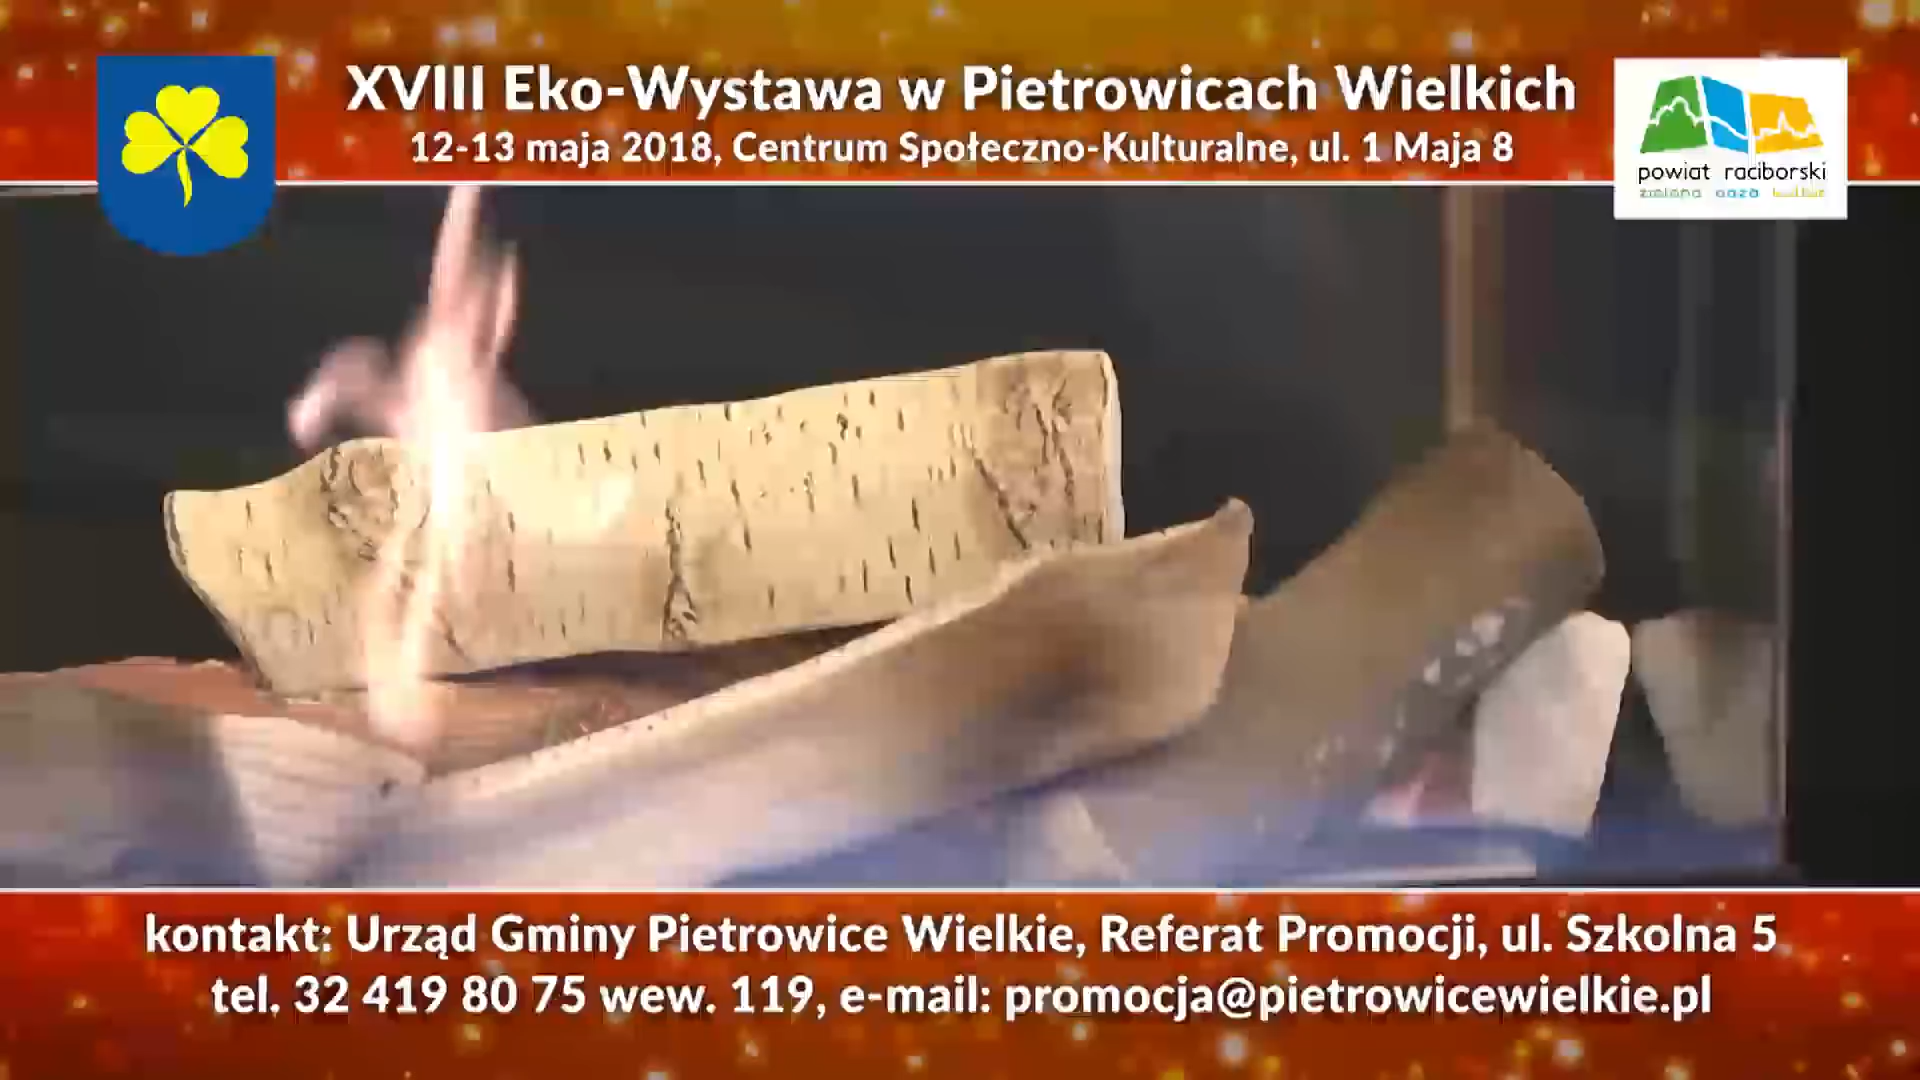 XVIII Eko-Wystawa w Pietrowicach Wielkich
12-13 maja 2018, Centrum Społeczno-Kulturalne, ul. 1 Maja 8
powiat raciborski
zielona oaza
kontakt: Urząd Gminy Pietrowice Wielkie, Referat Promocji, ul. Szkolna 5
tel. 32 419 80 75 wew. 119, e-mail: promocja@pietrowicewielkie.pl